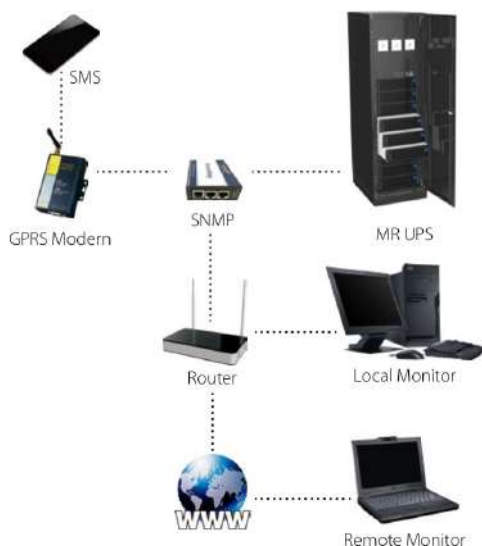 SMS
GPRS Modern
SNMP
MR UPS
Router
Local Monitor
WWW
Remote Monitor